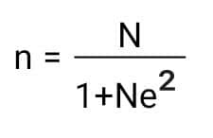 n = N / 1+Ne²